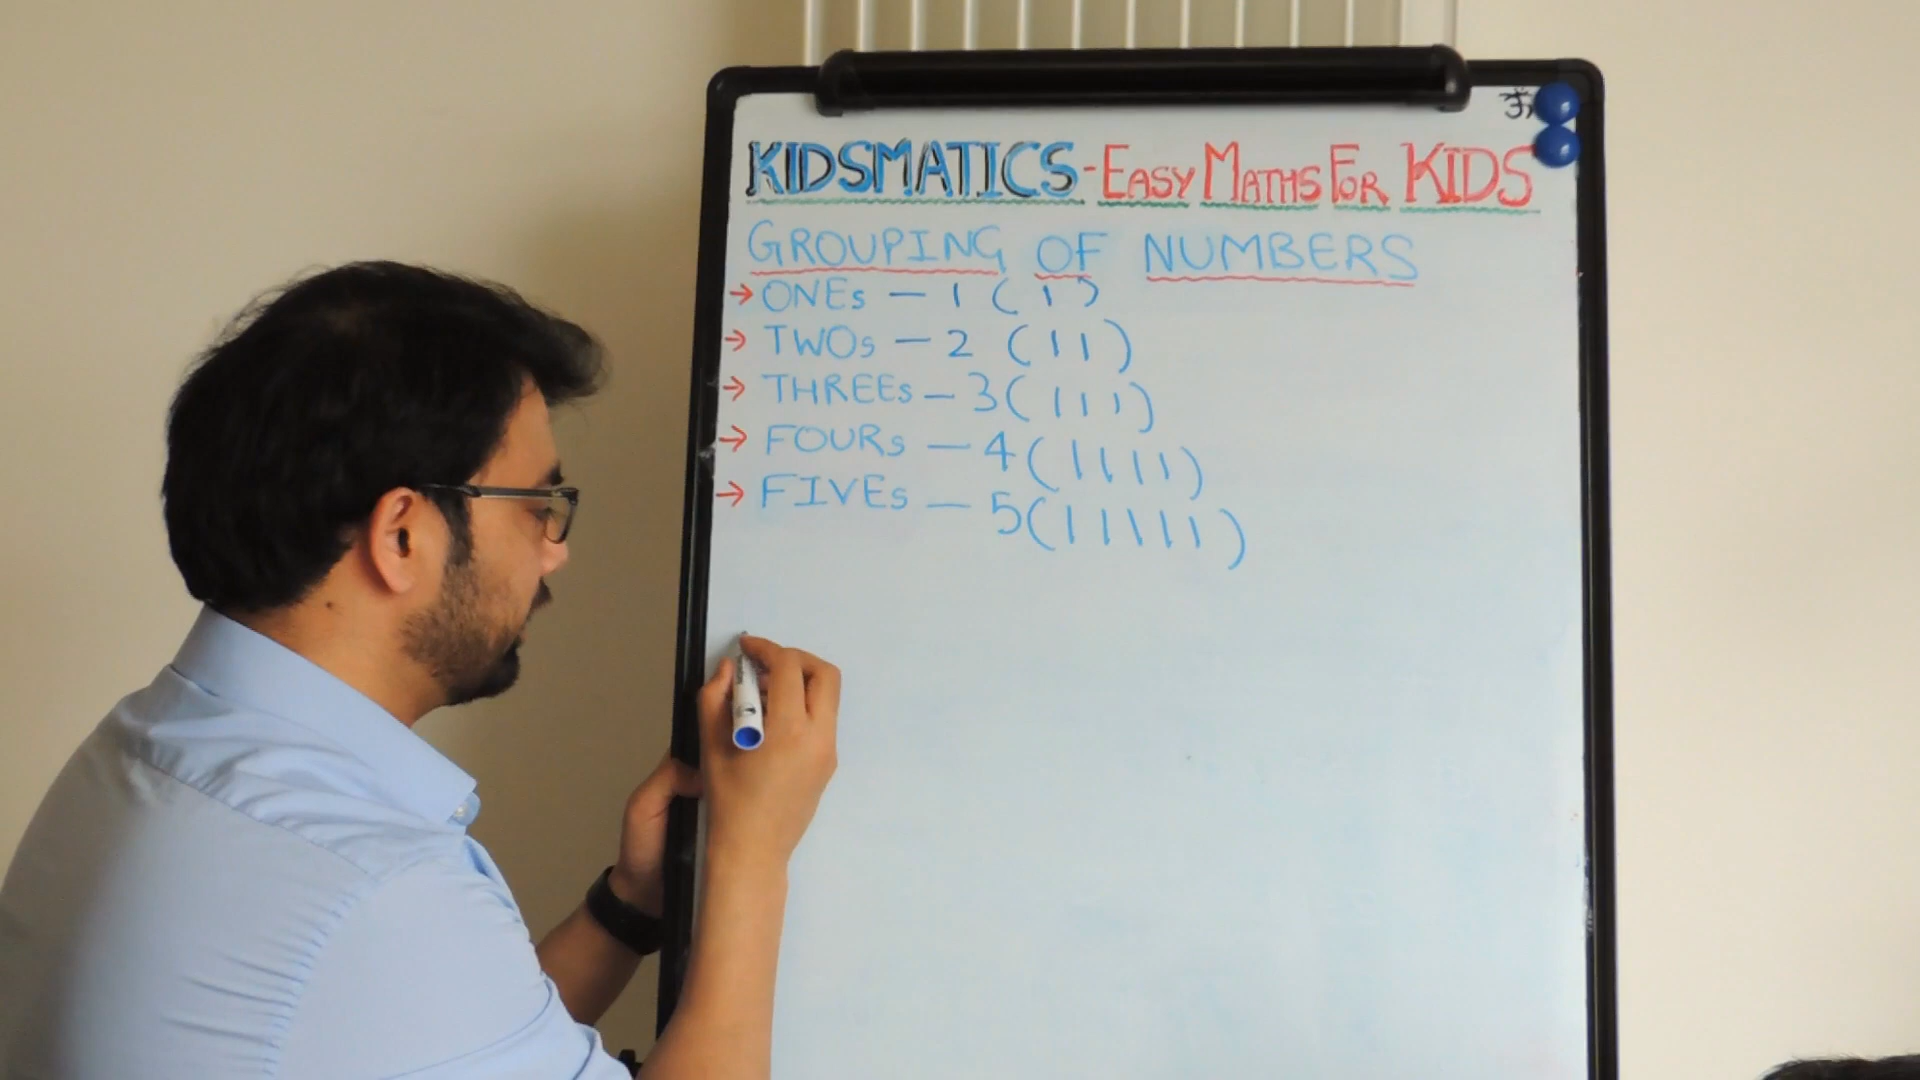 ॐ
KIDSMATICS - EASY MATHS FOR KIDS
GROUPING OF NUMBERS
→ ONEs — 1 ( 1 )
→ TWOs — 2 ( 1 1 )
→ THREEs — 3 ( 1 1 1 )
→ FOURs — 4 ( 1 1 1 1 )
→ FIVEs — 5 ( 1 1 1 1 1 )